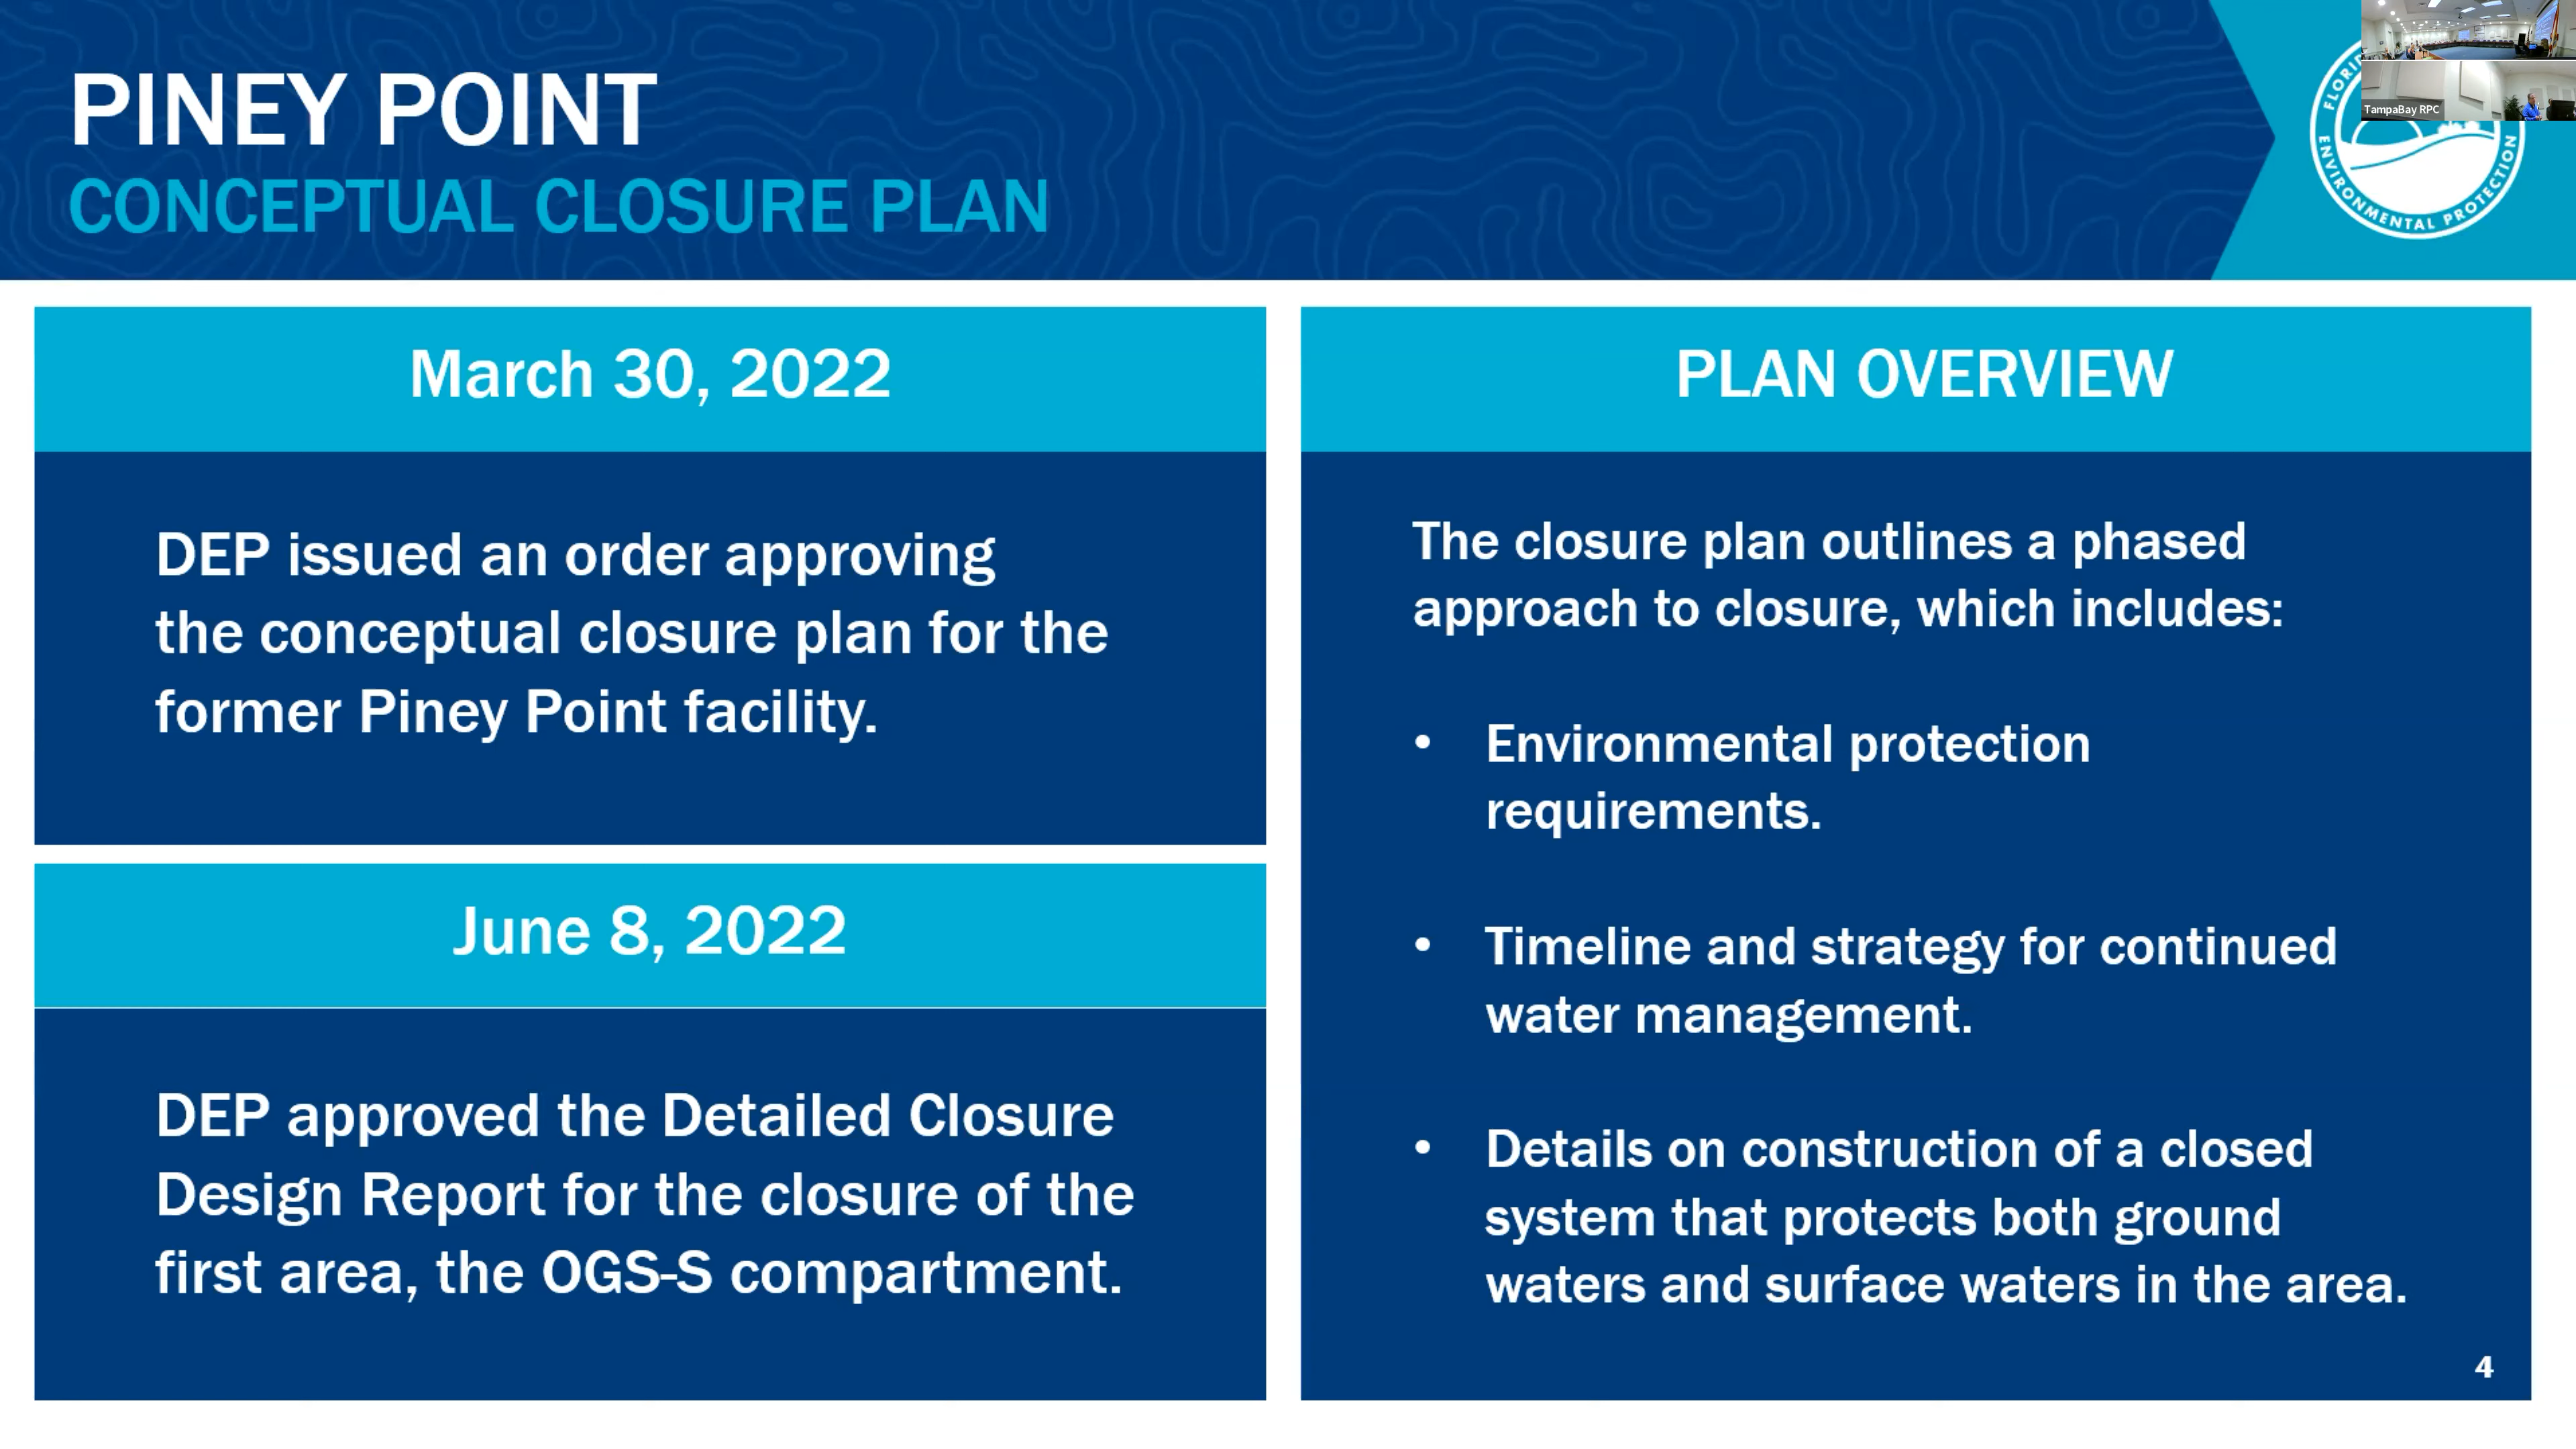 PINEY POINT
CONCEPTUAL CLOSURE PLAN
TampaBay RPC
ENVIRONMENTAL PROTECTION
March 30, 2022
DEP issued an order approving
the conceptual closure plan for the
former Piney Point facility.
June 8, 2022
DEP approved the Detailed Closure
Design Report for the closure of the
first area, the OGS-S compartment.
PLAN OVERVIEW
The closure plan outlines a phased
approach to closure, which includes:
• Environmental protection
requirements.
• Timeline and strategy for continued
water management.
• Details on construction of a closed
system that protects both ground
waters and surface waters in the area.
4